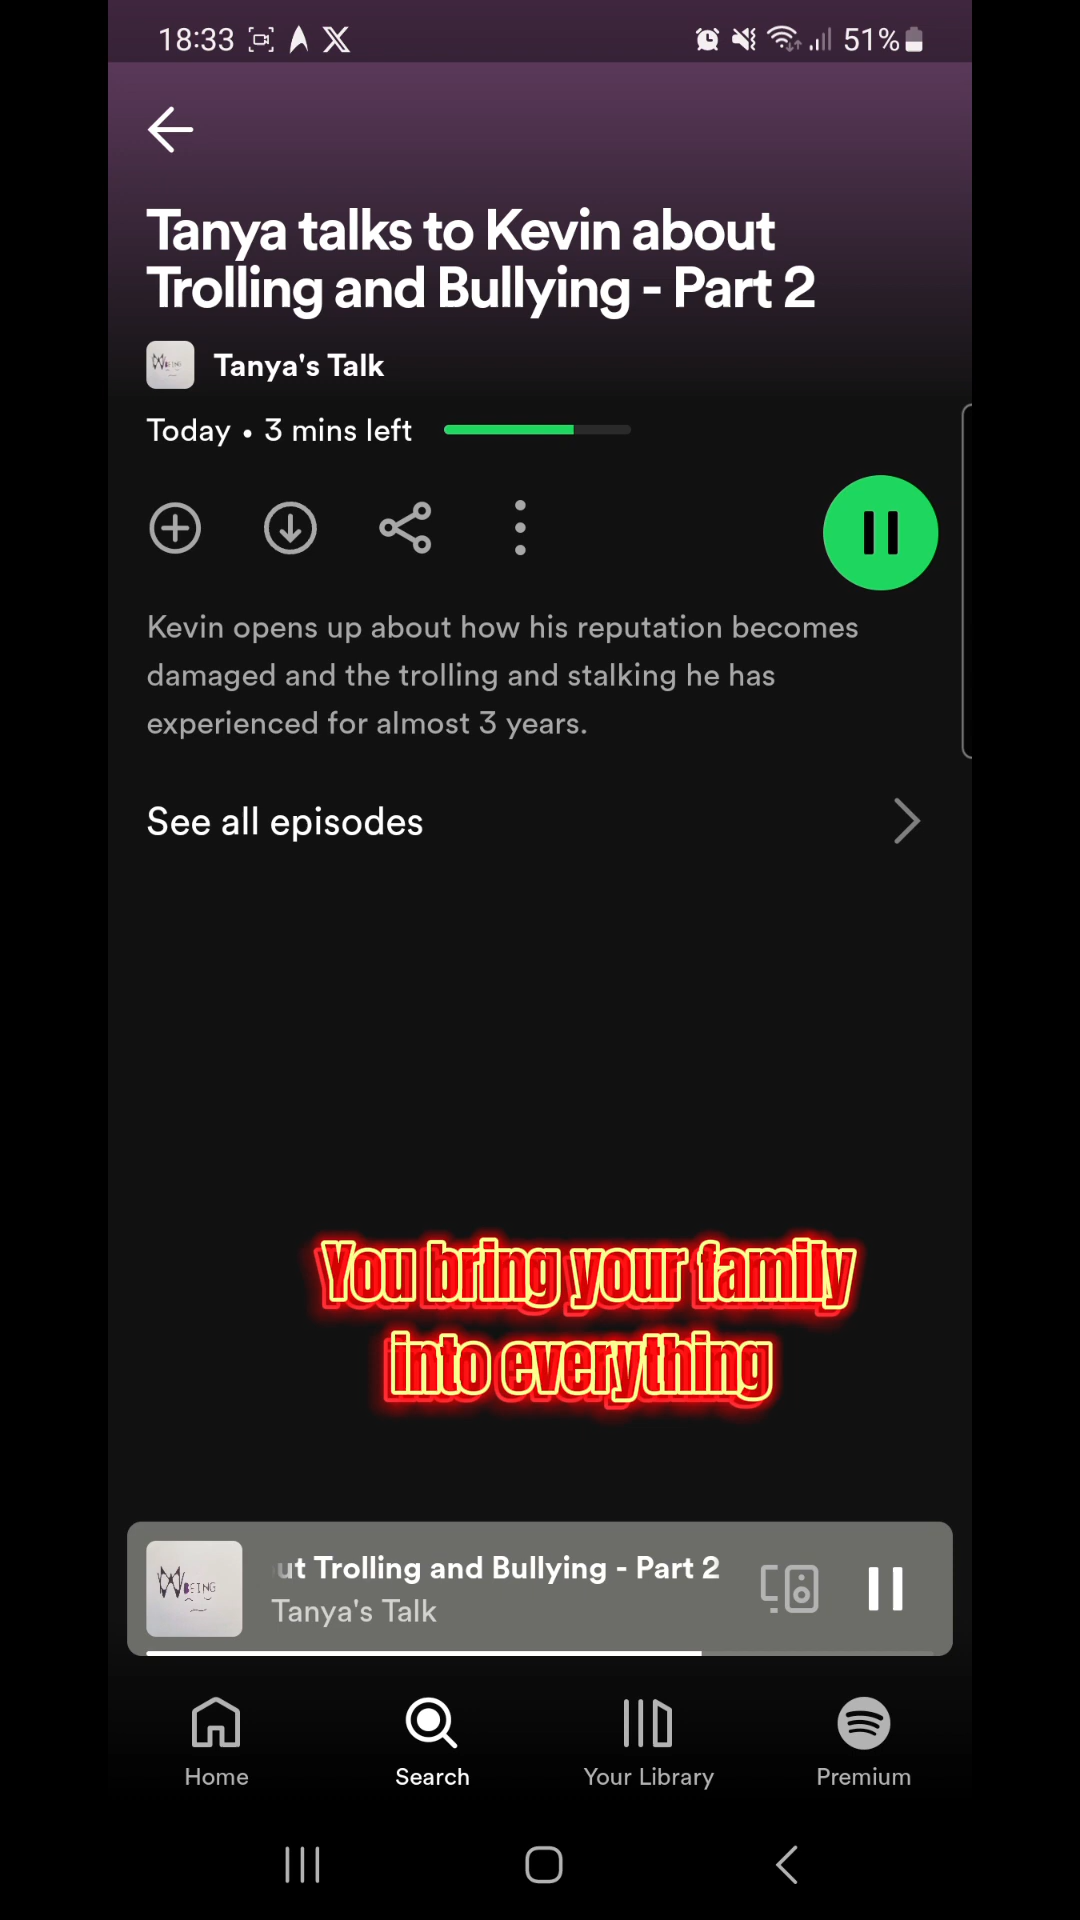 18:33 51%
Tanya talks to Kevin about
Trolling and Bullying - Part 2
Tanya's Talk
Today • 3 mins left
Kevin opens up about how his reputation becomes
damaged and the trolling and stalking he has
experienced for almost 3 years.
See all episodes
You bring your family
into everything
WBEING
ut Trolling and Bullying - Part 2
Tanya's Talk
Home Search Your Library Premium